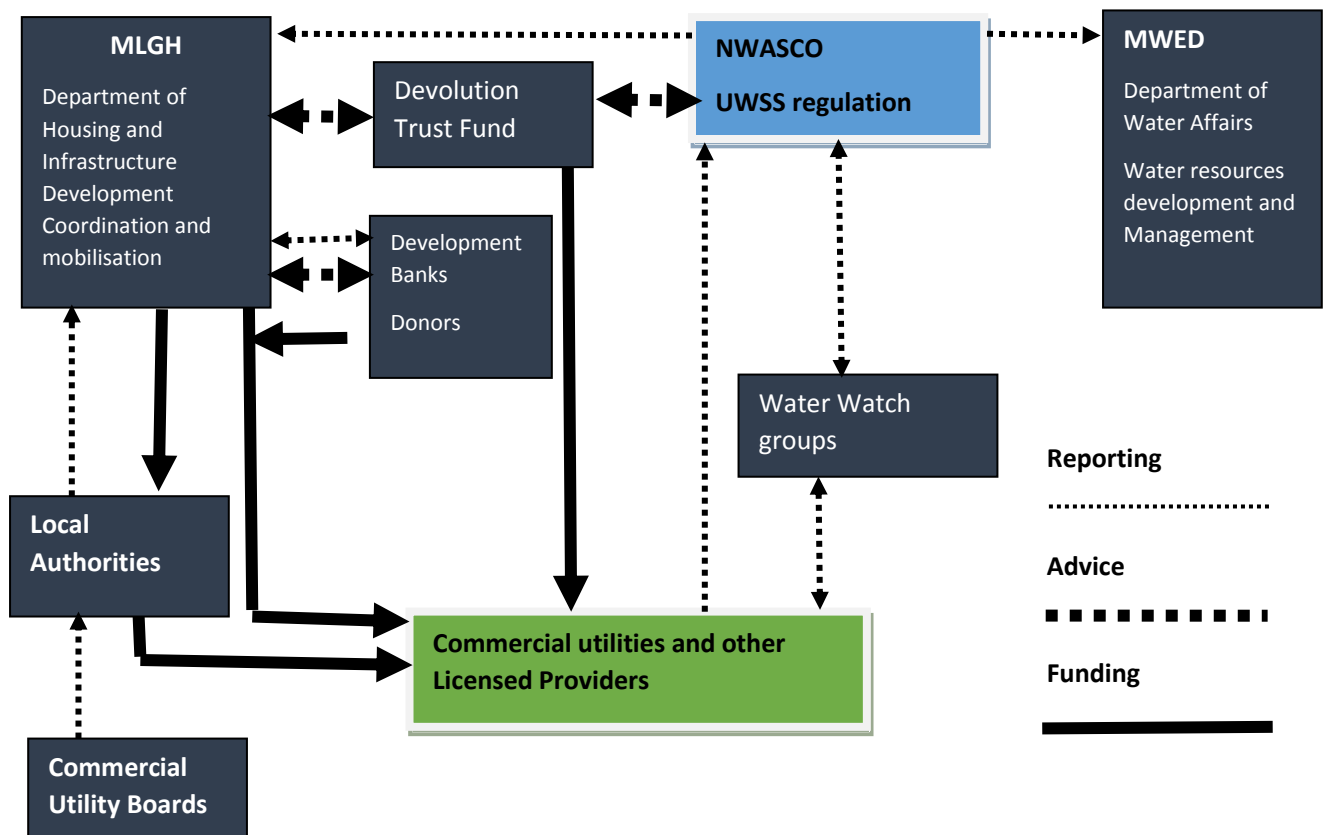 MLGH
Department of
Housing and
Infrastructure
Development
Coordination and
mobilisation
Devolution
Trust Fund
NWASCO
UWSS regulation
MWED
Department of
Water Affairs
Water resources
development and
Management
Development
Banks
Donors
Water Watch
groups
Reporting
Advice
Funding
Local
Authorities
Commercial utilities and other
Licensed Providers
Commercial
Utility Boards